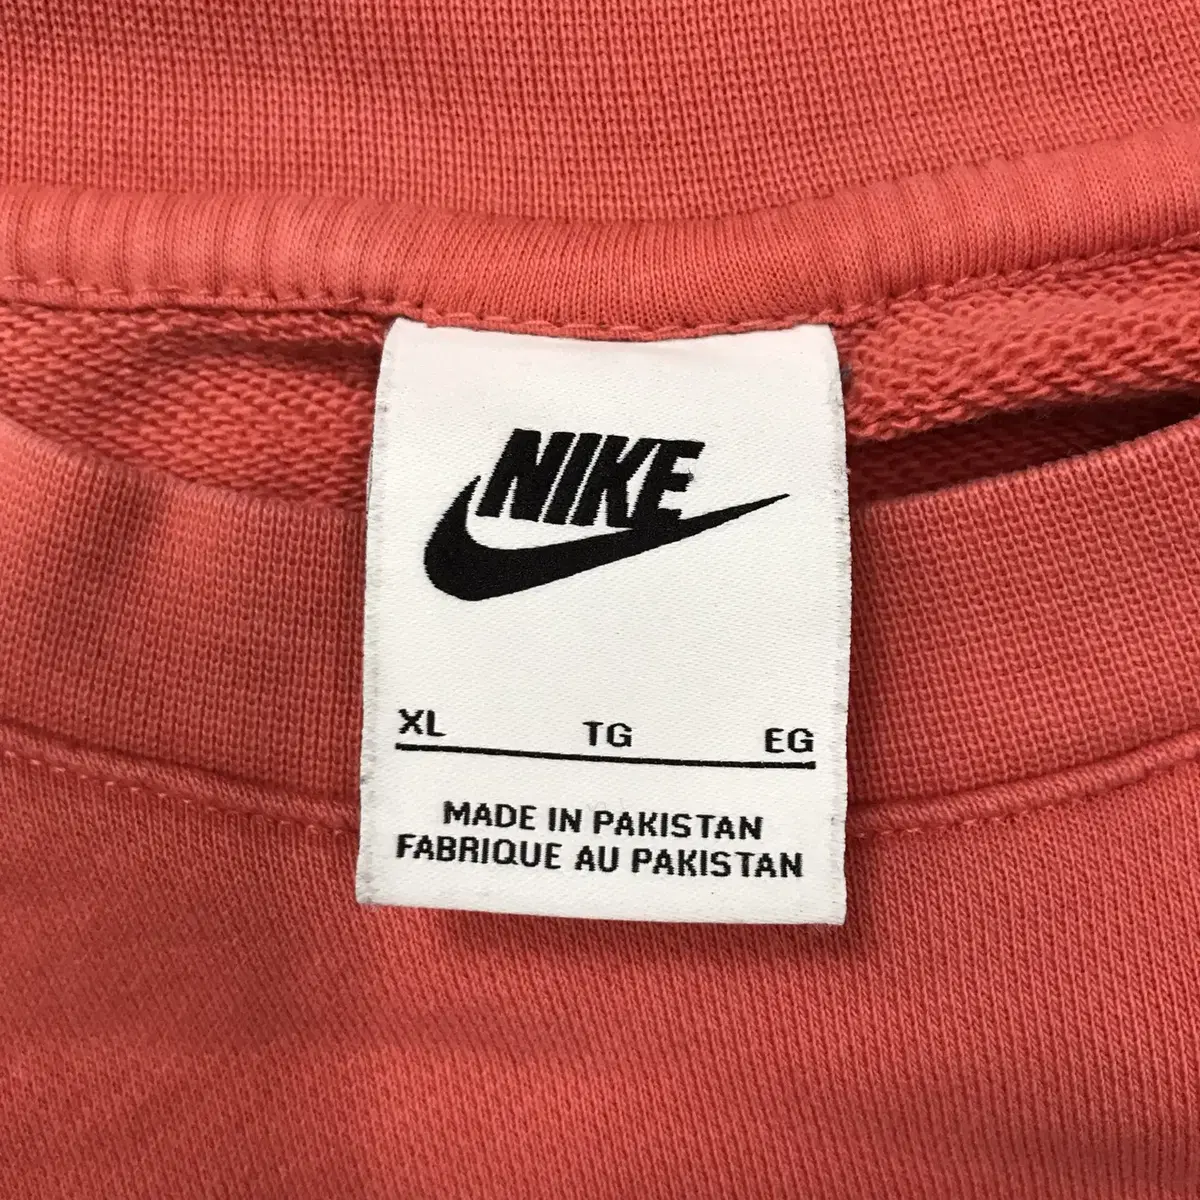 NIKE
XL TG EG
MADE IN PAKISTAN
FABRIQUE AU PAKISTAN